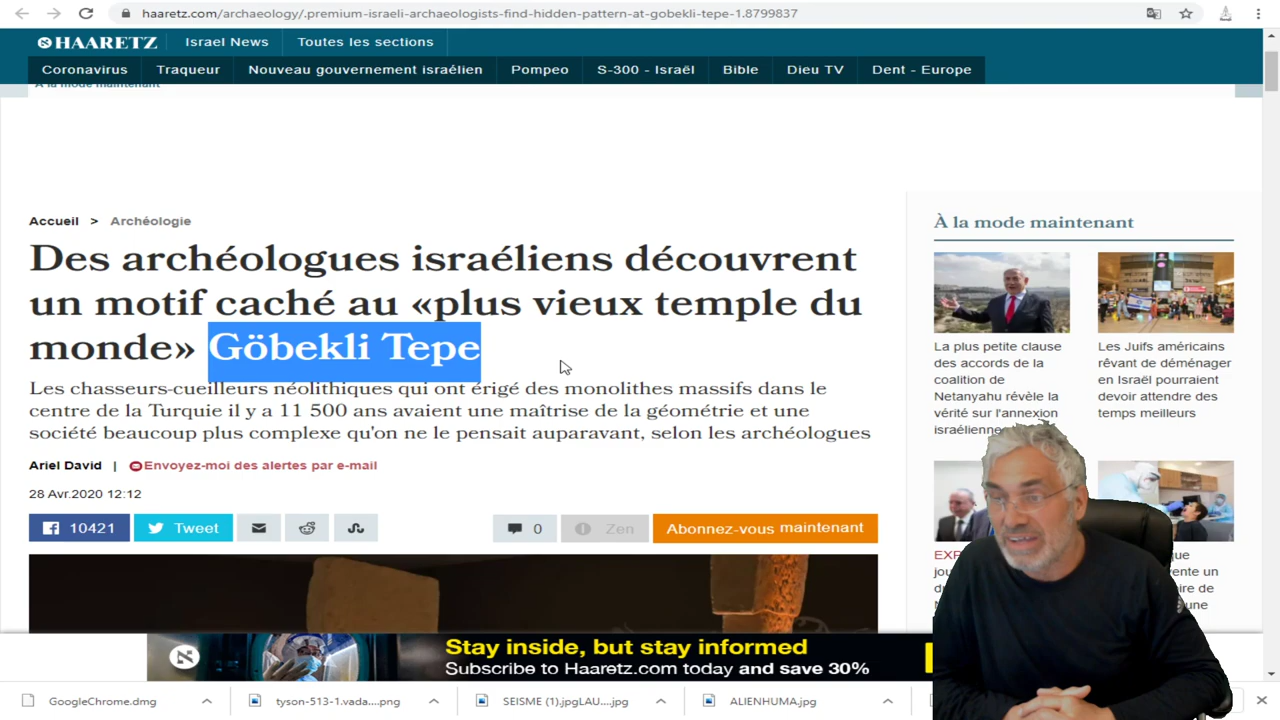 haaretz.com/archaeology/.premium-israeli-archaeologists-find-hidden-pattern-at-gobekli-tepe-1.8799837
HAARETZ
Israel News
Toutes les sections
Coronavirus
Traqueur
Nouveau gouvernement israélien
Pompeo
S-300 - Israël
Bible
Dieu TV
Dent - Europe
A la mode maintenant
Accueil > Archéologie
Des archéologues israéliens découvrent
un motif caché au «plus vieux temple du
monde» Göbekli Tepe
Les chasseurs-cueilleurs néolithiques qui ont érigé des monolithes massifs dans le
centre de la Turquie il y a 11 500 ans avaient une maîtrise de la géométrie et une
société beaucoup plus complexe qu'on ne le pensait auparavant, selon les archéologues
Ariel David | Envoyez-moi des alertes par e-mail
28 Avr.2020 12:12
10421
Tweet
0
Zen
Abonnez-vous maintenant
À la mode maintenant
La plus petite clause
des accords de la
coalition de
Netanyahu révèle la
vérité sur l'annexion
israélienne
Les Juifs américains
rêvant de déménager
en Israël pourraient
devoir attendre des
temps meilleurs
Stay inside, but stay informed
Subscribe to Haaretz.com today and save 30%
GoogleChrome.dmg
tyson-513-1.vada....png
SEISME (1).jpgLAU....jpg
ALIENHUMA.jpg